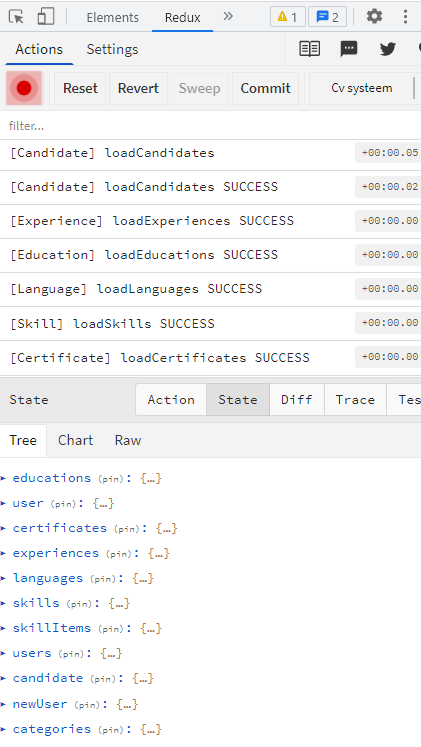 Elements Redux » 1 2
Actions Settings
Reset Revert Sweep Commit Cv systeem
filter...
[Candidate] loadCandidates +00:00.05
[Candidate] loadCandidates SUCCESS +00:00.02
[Experience] loadExperiences SUCCESS +00:00.00
[Education] loadEducations SUCCESS +00:00.00
[Language] loadLanguages SUCCESS +00:00.00
[Skill] loadSkills SUCCESS +00:00.00
[Certificate] loadCertificates SUCCESS +00:00.00
State Action State Diff Trace Tes
Tree Chart Raw
educations (pin): {…}
user (pin): {…}
certificates (pin): {…}
experiences (pin): {…}
languages (pin): {…}
skills (pin): {…}
skillItems (pin): {…}
users (pin): {…}
candidate (pin): {…}
newUser (pin): {…}
categories (pin): {…}